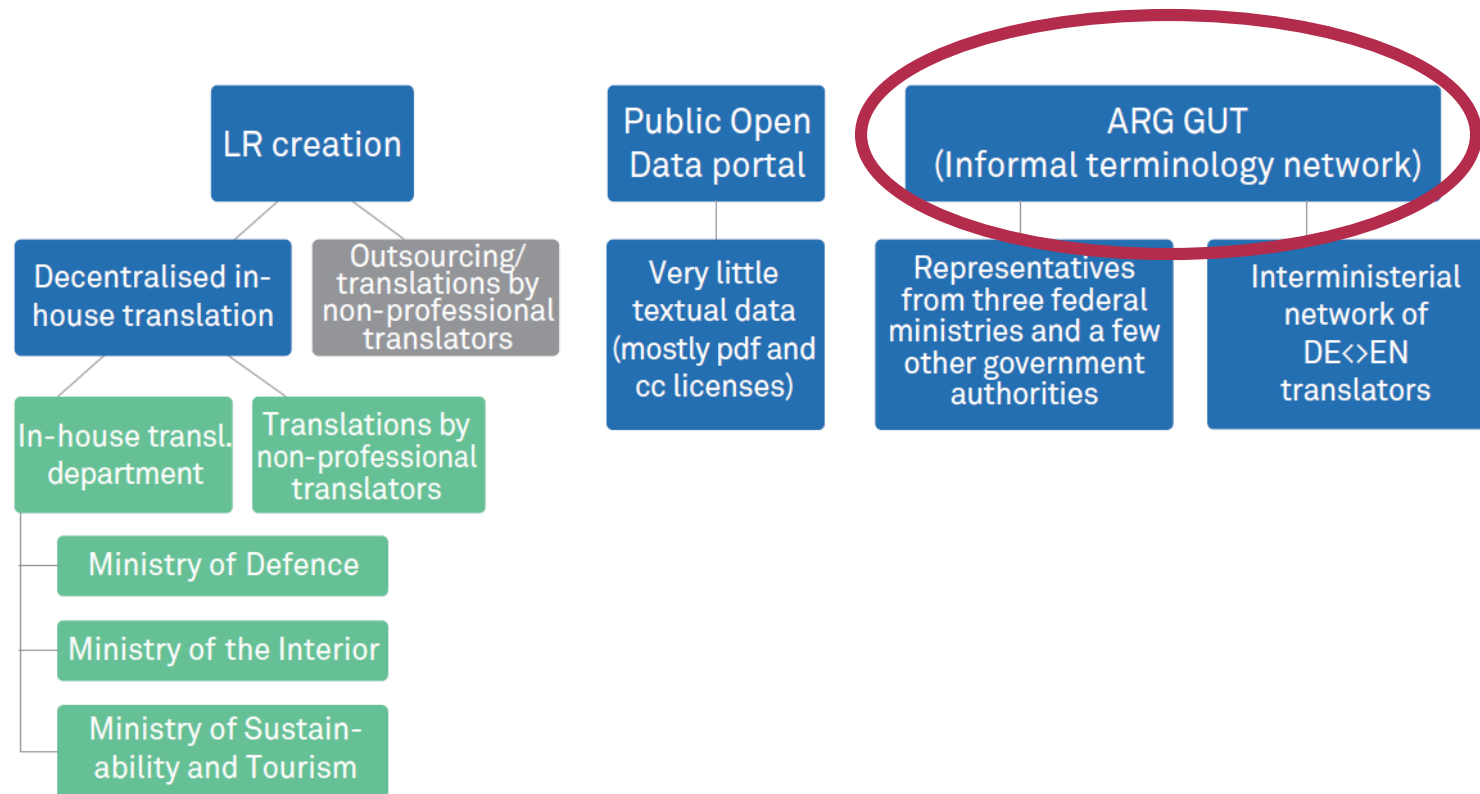 LR creation
Public Open
Data portal
ARG GUT
(Informal terminology network)
Decentralised in-
house translation
Outsourcing/
translations by
non-professional
translators
Very little
textual data
(mostly pdf and
cc licenses)
Representatives
from three federal
ministries and a few
other government
authorities
Interministerial
network of
DE<>EN
translators
In-house transl.
department
Translations by
non-professional
translators
Ministry of Defence
Ministry of the Interior
Ministry of Sustain-
ability and Tourism